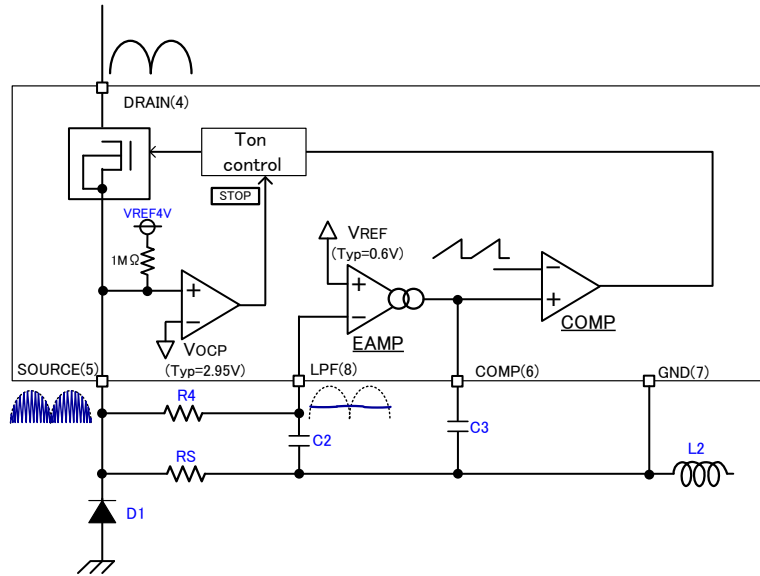 DRAIN(4)
Ton
control
STOP
VREF4V
1MΩ
VREF
(Typ=0.6V)
+
−
+
−
−
+
VOCP
(Typ=2.95V)
EAMP
COMP
SOURCE(5)
LPF(8)
COMP(6)
GND(7)
R4
C2
C3
RS
L2
D1